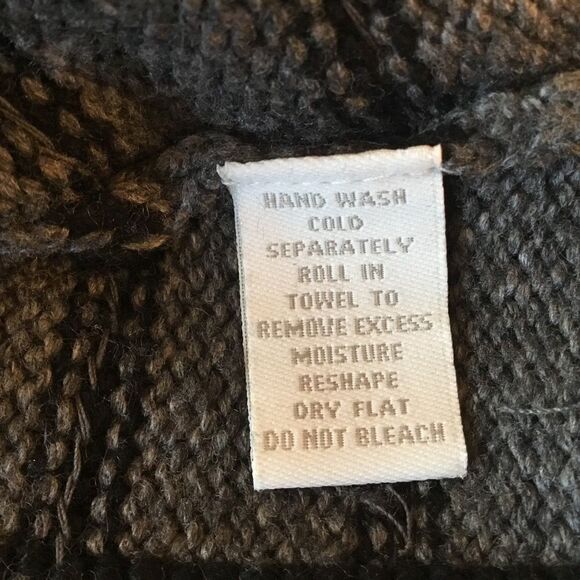 HAND WASH
COLD
SEPARATELY
ROLL IN
TOWEL TO
REMOVE EXCESS
MOISTURE
RESHAPE
DRY FLAT
DO NOT BLEACH